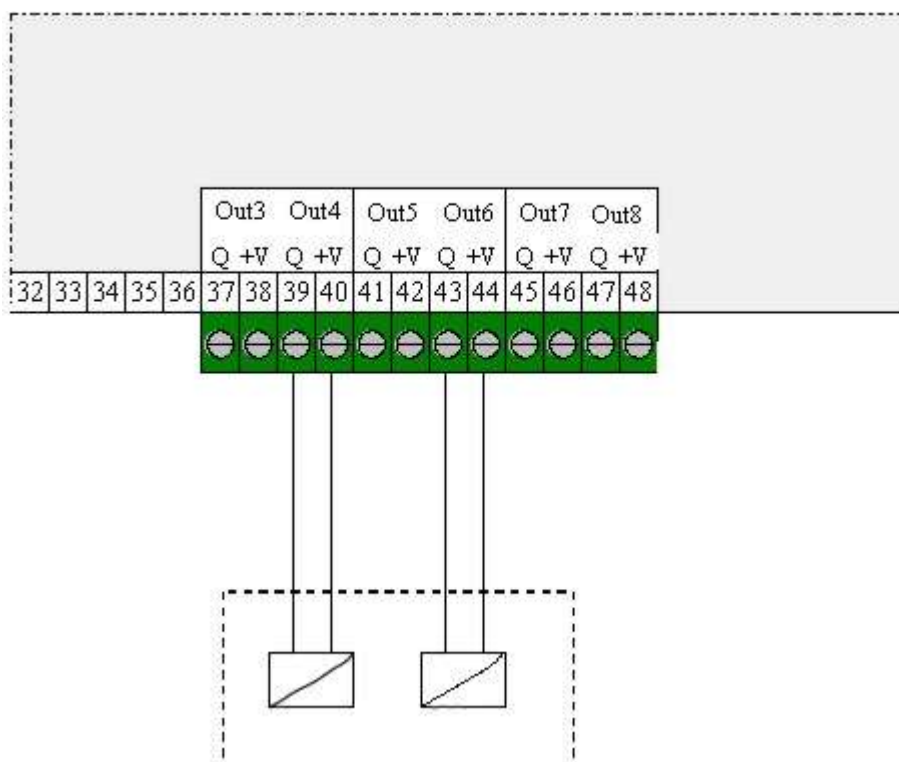 Out3 Out4 Out5 Out6 Out7 Out8
Q +V Q +V Q +V Q +V Q +V Q +V
32 33 34 35 36 37 38 39 40 41 42 43 44 45 46 47 48